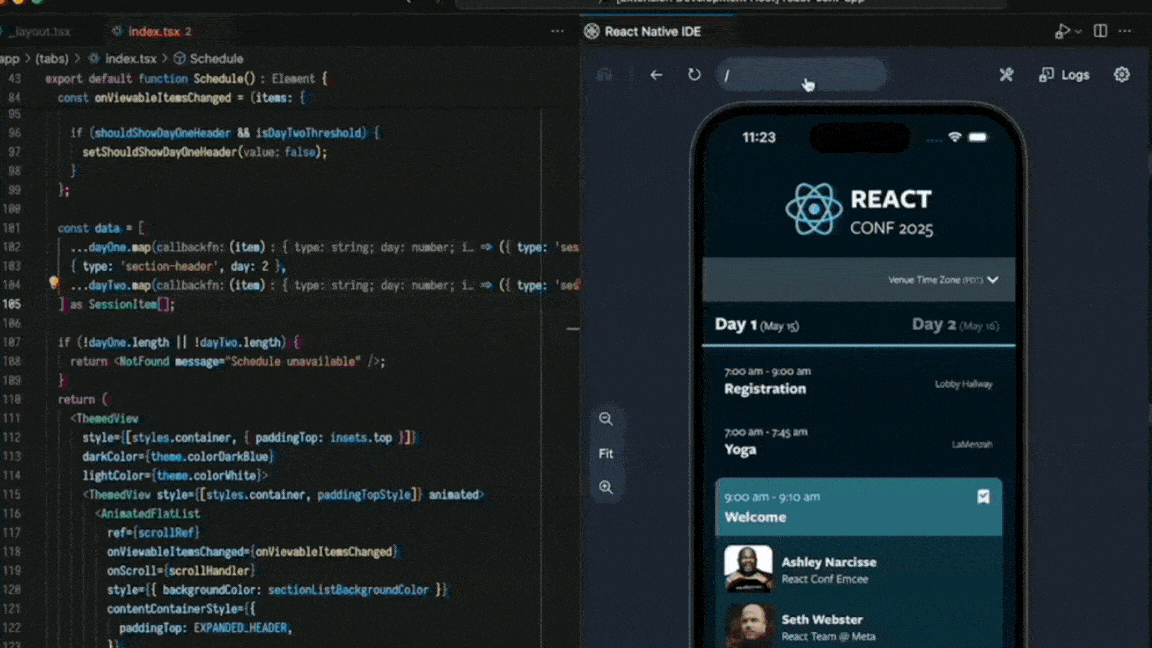 _layout.tsx
index.tsx 2
app > (tabs) > index.tsx > Schedule
43 export default function Schedule() : Element {
84 const onViewableItemsChanged = (items: {
95
96 if (shouldShowDayOneHeader && isDayTwoThreshold) {
97 setShouldShowDayOneHeader(value: false);
98 }
99 };
100
101 const data = [
102 ...dayOne.map(callbackfn: (item) : { type: string; day: number; i… => ({ type: 'ses
103 { type: 'section-header', day: 2 },
104 ...dayTwo.map(callbackfn: (item) : { type: string; day: number; i… => ({ type: 'ses
105 ] as SessionItem[];
106
107 if (!dayOne.length || !dayTwo.length) {
108 return <NotFound message="Schedule unavailable" />;
109 }
110 return (
111 <ThemedView
112 style={[styles.container, { paddingTop: insets.top }]}
113 darkColor={theme.colorDarkBlue}
114 lightColor={theme.colorWhite}>
115 <ThemedView style={[styles.container, paddingTopStyle]} animated>
116 <AnimatedFlatList
117 ref={scrollRef}
118 onViewableItemsChanged={onViewableItemsChanged}
119 onScroll={scrollHandler}
120 style={{ backgroundColor: sectionListBackgroundColor }}
121 contentContainerStyle={{
122 paddingTop: EXPANDED_HEADER,
123 }}
React Native IDE
/
Logs
Fit
11:23
REACT
CONF 2025
Venue Time Zone (PDT)
Day 1 (May 15)
Day 2 (May 16)
7:00 am - 9:00 am
Registration
Lobby Hallway
7:00 am - 7:45 am
Yoga
LaMenzah
9:00 am - 9:10 am
Welcome
Ashley Narcisse
React Conf Emcee
Seth Webster
React Team @ Meta